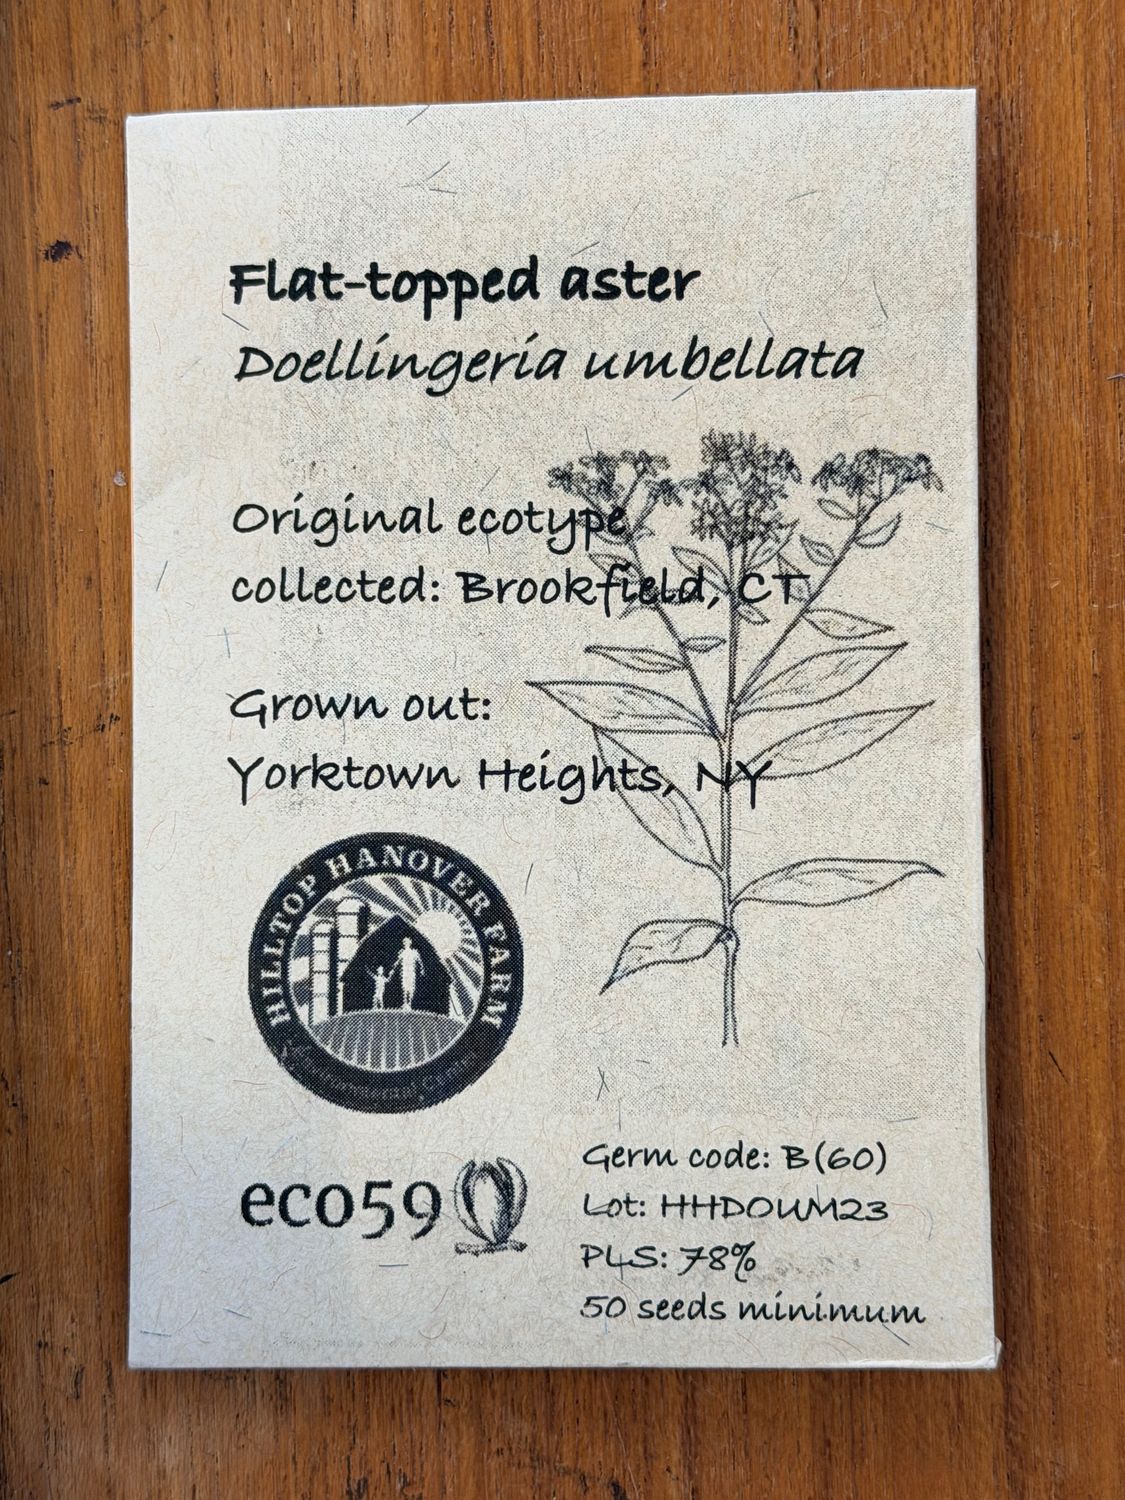 Flat-topped aster
Doellingeria umbellata
Original ecotype
collected: Brookfield, CT
Grown out:
Yorktown Heights, NY
HILLTOP HANOVER FARM
eco59
Germ code: B(60)
Lot: HHDOUM23
PLS: 78%
50 seeds minimum